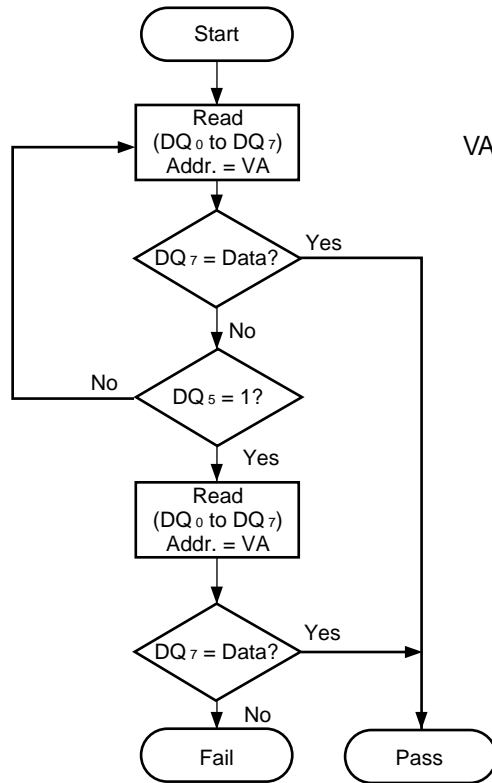 Start
Read
(DQ0 to DQ7)
Addr. = VA
VA
DQ7 = Data?
Yes
No
No
DQ5 = 1?
Yes
Read
(DQ0 to DQ7)
Addr. = VA
DQ7 = Data?
Yes
No
Fail
Pass